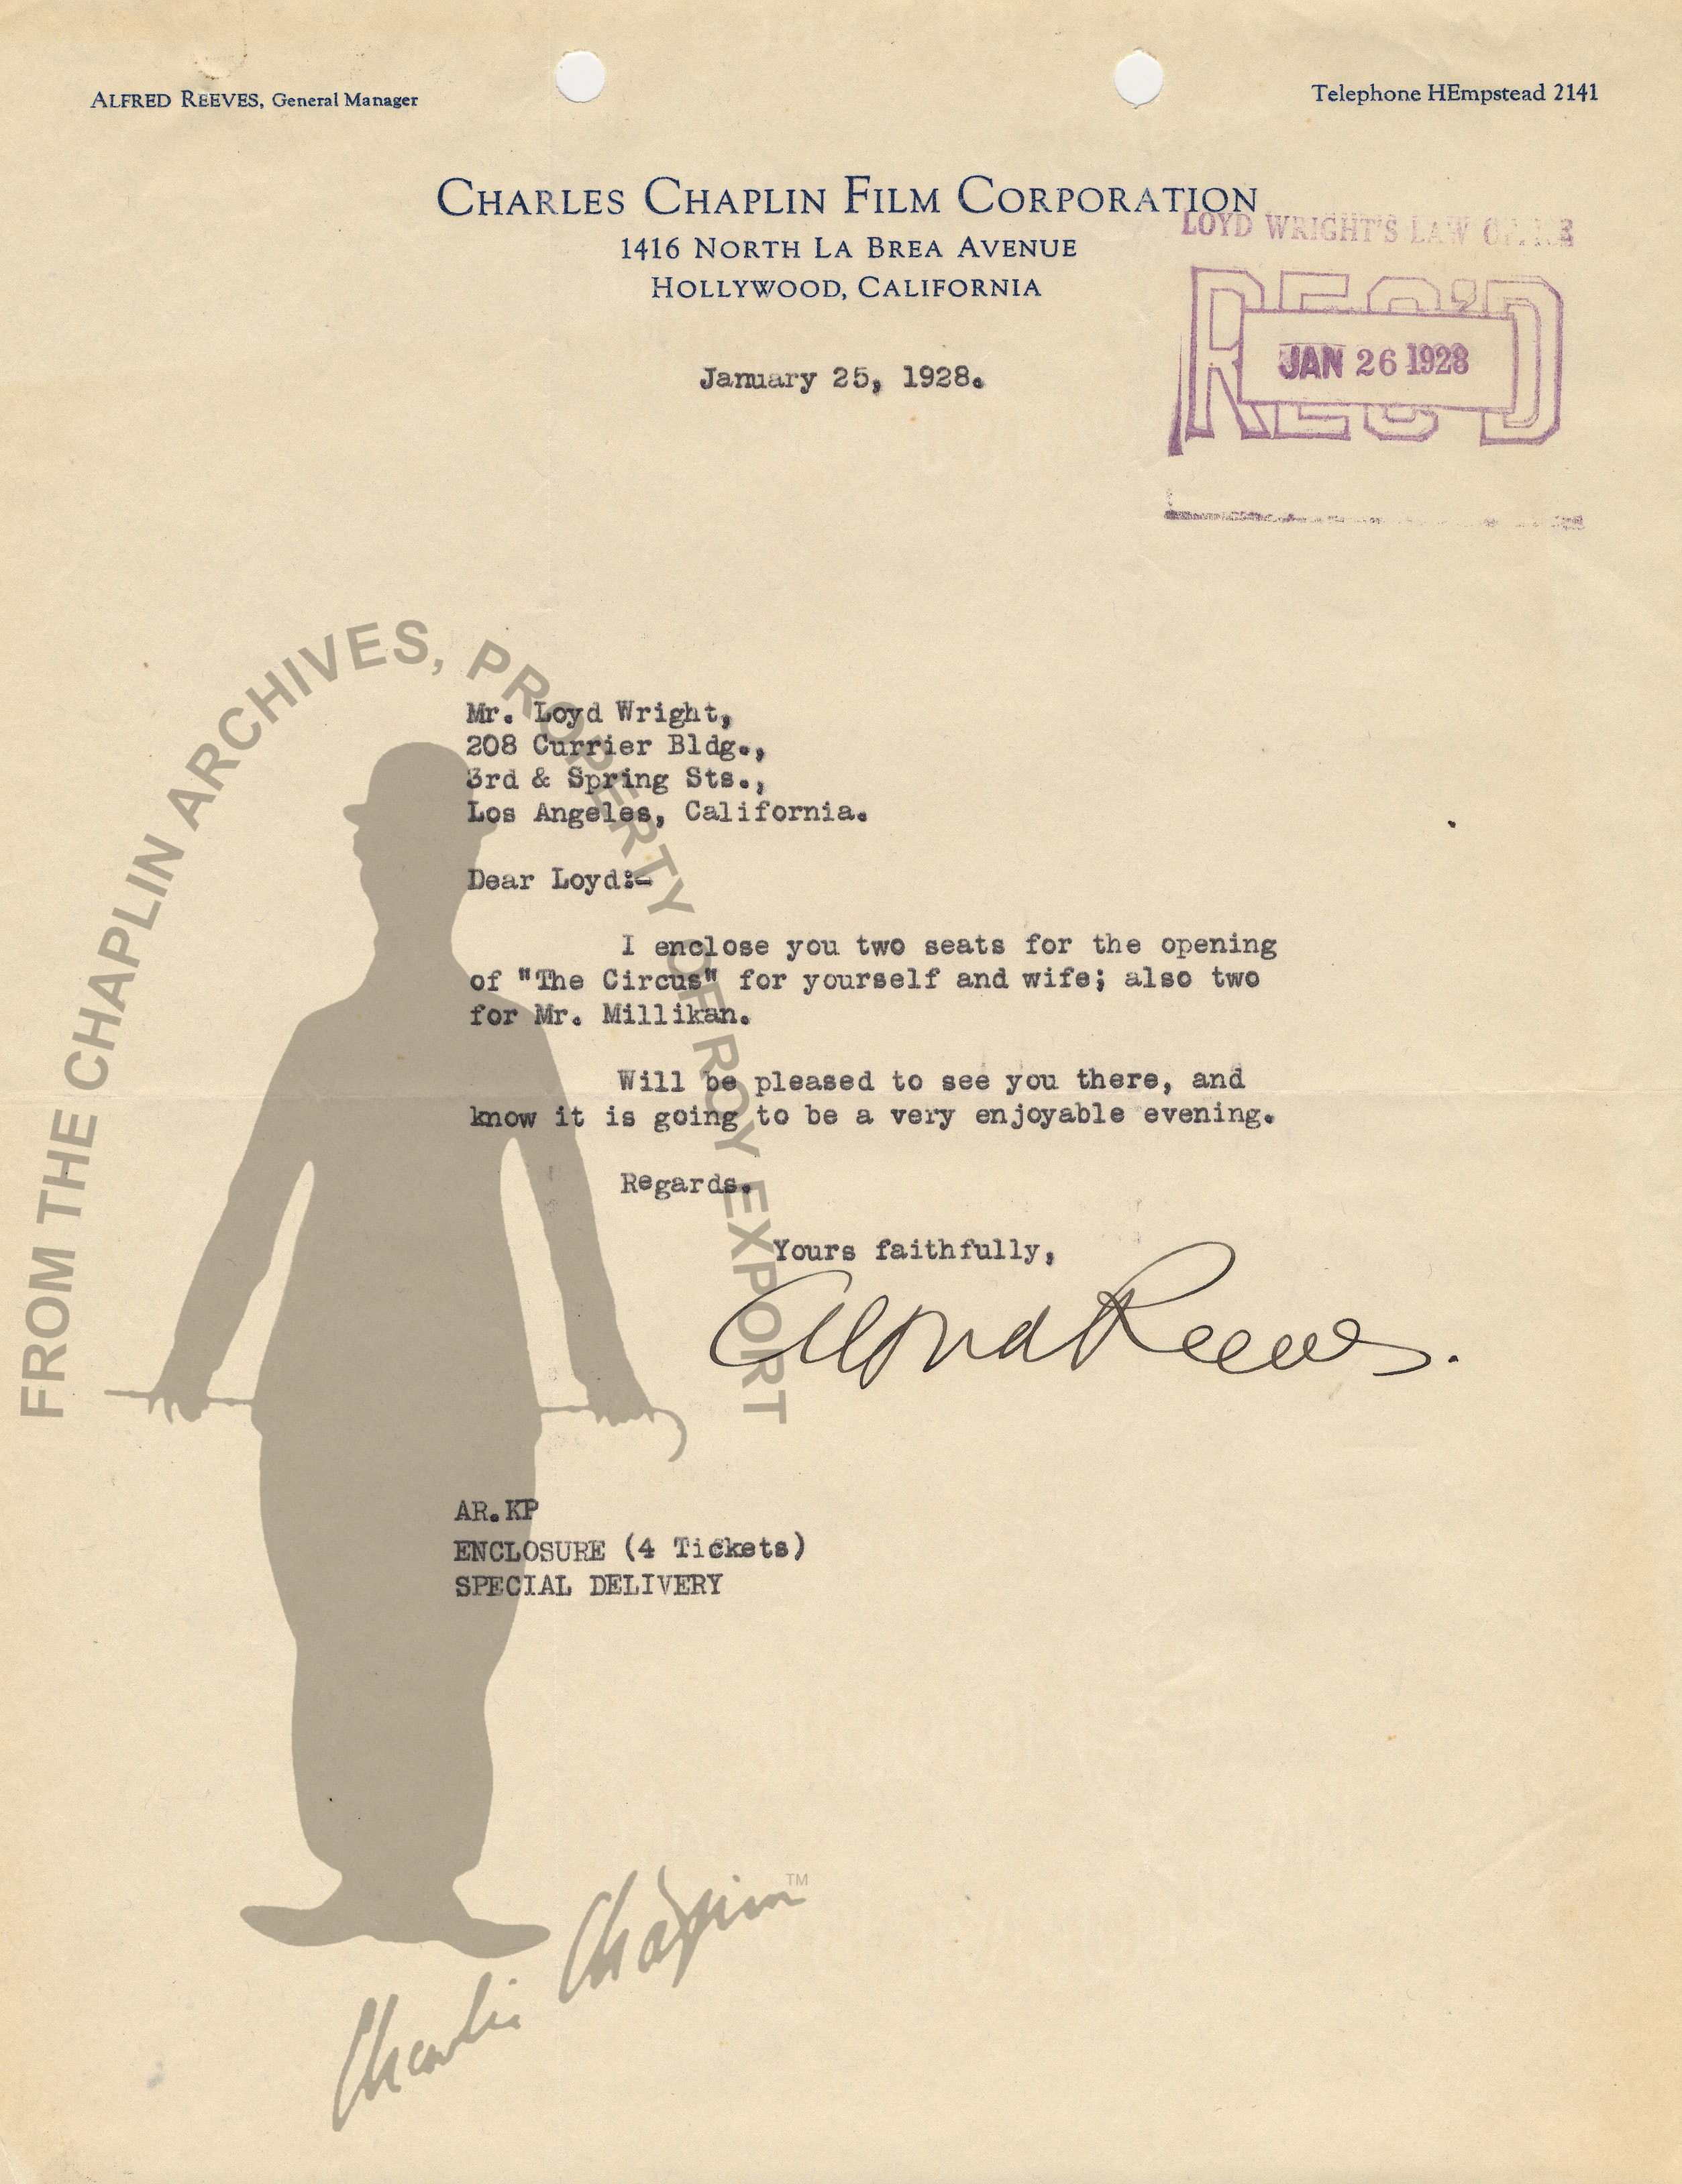 ALFRED REEVES, General Manager
Telephone HEmpstead 2141
CHARLES CHAPLIN FILM CORPORATION
1416 NORTH LA BREA AVENUE
HOLLYWOOD, CALIFORNIA
LOYD WRIGHT'S LAW OFFICE
REC'D
JAN 26 1928
January 25, 1928.
Mr. Loyd Wright,
208 Currier Bldg.,
3rd & Spring Sts.,
Los Angeles, California.
Dear Loyd:-
I enclose you two seats for the opening
of "The Circus" for yourself and wife; also two
for Mr. Millikan.
Will be pleased to see you there, and
know it is going to be a very enjoyable evening.
Regards.
Yours faithfully,
Alfred Reeves.
AR.KP
ENCLOSURE (4 Tickets)
SPECIAL DELIVERY
FROM THE CHAPLIN ARCHIVES, PROPERTY OF ROY EXPORT
Charlie Chaplin™